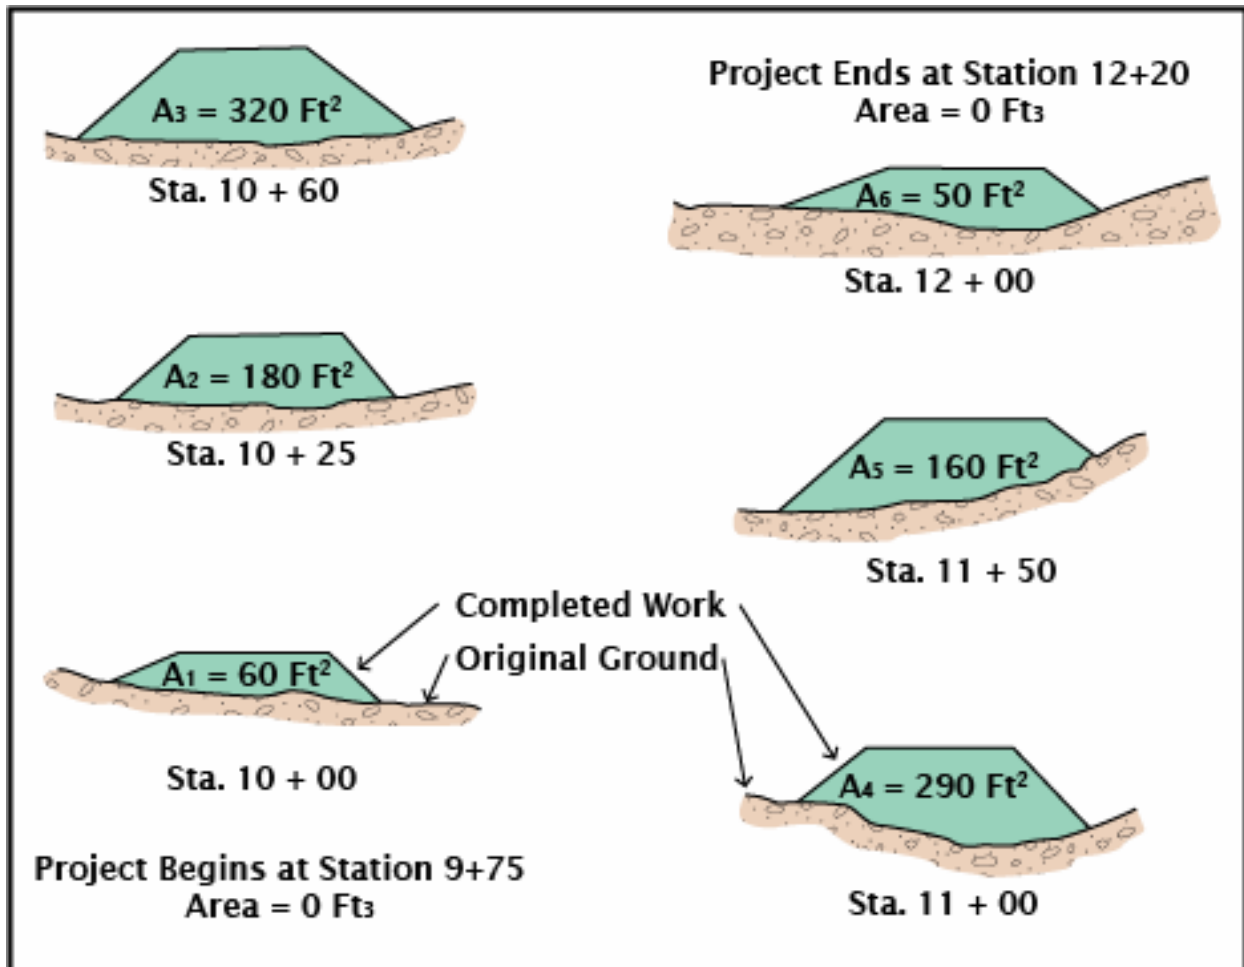 A₃ = 320 Ft²
Sta. 10 + 60
Project Ends at Station 12+20
Area = 0 Ft₃
A₆ = 50 Ft²
Sta. 12 + 00
A₂ = 180 Ft²
Sta. 10 + 25
A₅ = 160 Ft²
Sta. 11 + 50
Completed Work
Original Ground
A₁ = 60 Ft²
Sta. 10 + 00
A₄ = 290 Ft²
Sta. 11 + 00
Project Begins at Station 9+75
Area = 0 Ft₃